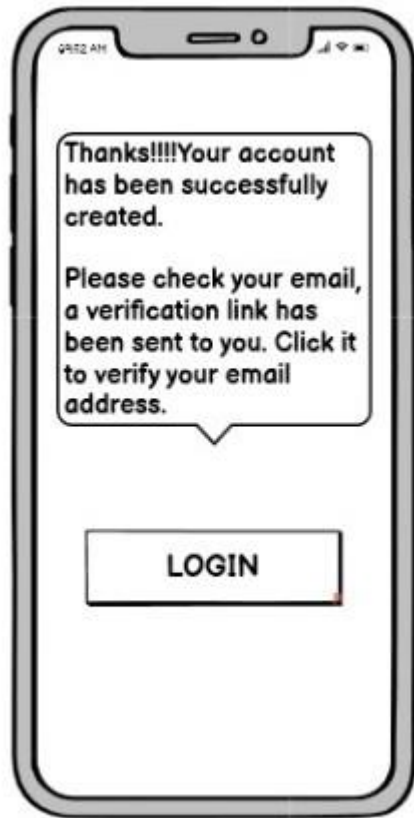 Thanks!!!!Your account
has been successfully
created.
Please check your email,
a verification link has
been sent to you. Click it
to verify your email
address.
LOGIN